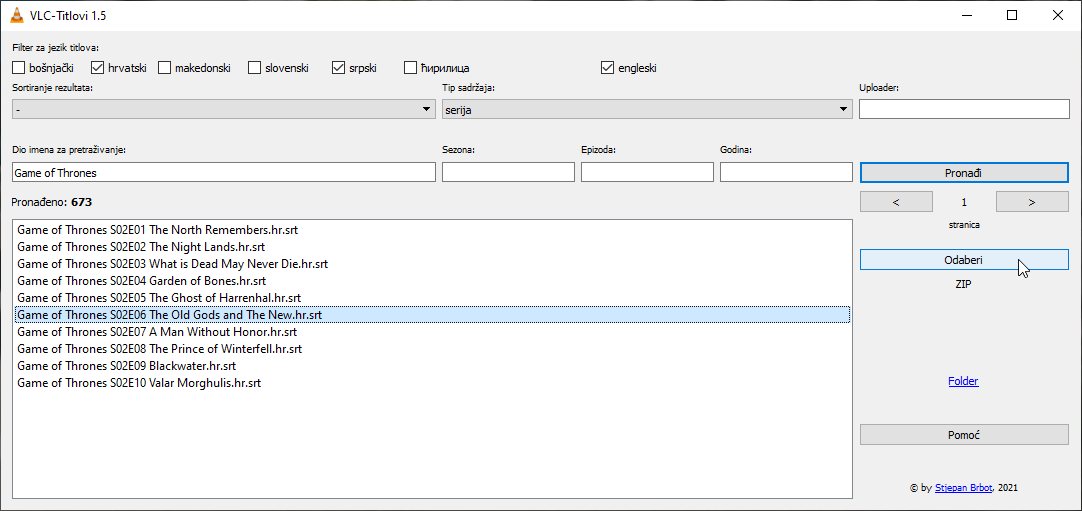 VLC-Titlovi 1.5
Filter za jezik titlova:
bošnjački hrvatski makedonski slovenski srpski ћирилица engleski
Sortiranje rezultata: Tip sadržaja: Uploader:
- serija
Dio imena za pretraživanje: Sezona: Epizoda: Godina:
Game of Thrones Pronađi
Pronađeno: 673 < 1 >
stranica
Game of Thrones S02E01 The North Remembers.hr.srt
Game of Thrones S02E02 The Night Lands.hr.srt
Game of Thrones S02E03 What is Dead May Never Die.hr.srt
Game of Thrones S02E04 Garden of Bones.hr.srt
Game of Thrones S02E05 The Ghost of Harrenhal.hr.srt
Game of Thrones S02E06 The Old Gods and The New.hr.srt
Game of Thrones S02E07 A Man Without Honor.hr.srt
Game of Thrones S02E08 The Prince of Winterfell.hr.srt
Game of Thrones S02E09 Blackwater.hr.srt
Game of Thrones S02E10 Valar Morghulis.hr.srt
Odaberi
ZIP
Folder
Pomoć
© by Stjepan Brbot, 2021